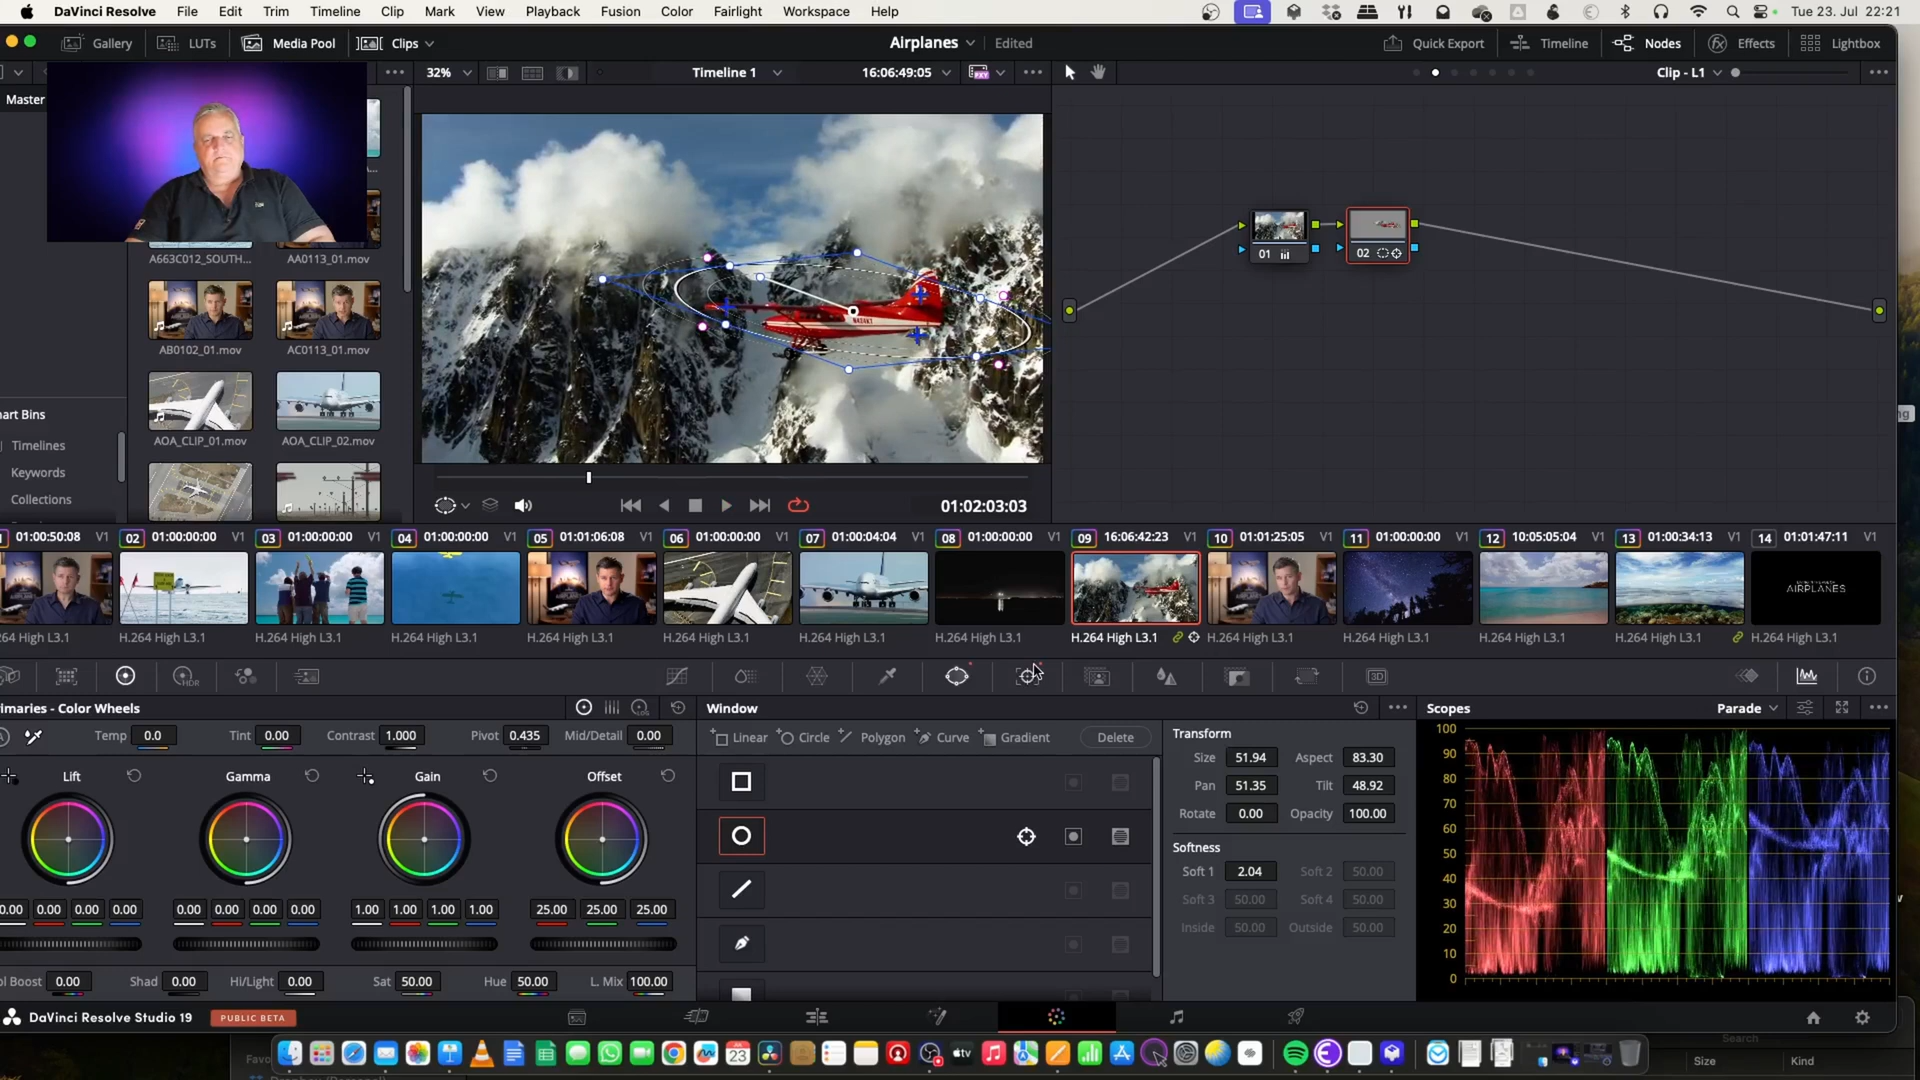 DaVinci Resolve File Edit Trim Timeline Clip Mark View Playback Fusion Color Fairlight Workspace Help Tue 23. Jul 22:21
Gallery LUTs Media Pool Clips Airplanes Edited Quick Export Timeline Nodes Effects Lightbox
32% Timeline 1 16:06:49:05 PXY Clip - L1
Master
A663C012_SOUTH... AA0113_01.mov
AB0102_01.mov AC0113_01.mov
AOA_CLIP_01.mov AOA_CLIP_02.mov
art Bins
Timelines
Keywords
Collections
01 02
01:02:03:03
01:00:50:08 V1 02 01:00:00:00 V1 03 01:00:00:00 V1 04 01:00:00:00 V1 05 01:01:06:08 V1 06 01:00:00:00 V1 07 01:00:04:04 V1 08 01:00:00:00 V1 09 16:06:42:23 V1 10 01:01:25:05 V1 11 01:00:00:00 V1 12 10:05:05:04 V1 13 01:00:34:13 V1 14 01:01:47:11 V1
AIRPLANES
264 High L3.1 H.264 High L3.1 H.264 High L3.1 H.264 High L3.1 H.264 High L3.1 H.264 High L3.1 H.264 High L3.1 H.264 High L3.1 H.264 High L3.1 H.264 High L3.1 H.264 High L3.1 H.264 High L3.1 H.264 High L3.1 H.264 High L3.1
HDR 3D
rimaries - Color Wheels Window Scopes Parade
Temp 0.0 Tint 0.00 Contrast 1.000 Pivot 0.435 Mid/Detail 0.00
Linear Circle Polygon Curve Gradient Delete
Lift Gamma Gain Offset
Transform
Size 51.94 Aspect 83.30
Pan 51.35 Tilt 48.92
Rotate 0.00 Opacity 100.00
Softness
Soft 1 2.04 Soft 2 50.00
Soft 3 50.00 Soft 4 50.00
Inside 50.00 Outside 50.00
100
90
80
70
60
50
40
30
20
10
0
0.00 0.00 0.00 0.00 0.00 0.00 0.00 0.00 1.00 1.00 1.00 1.00 25.00 25.00 25.00
ol Boost 0.00 Shad 0.00 Hi/Light 0.00 Sat 50.00 Hue 50.00 L. Mix 100.00
DaVinci Resolve Studio 19 PUBLIC BETA
Search
Favo
tv
Size Kind